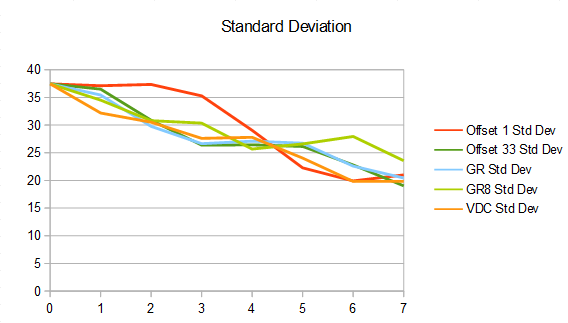 Standard Deviation
40
35
30
25
20
15
10
5
0
0 1 2 3 4 5 6 7
Offset 1 Std Dev
Offset 33 Std Dev
GR Std Dev
GR8 Std Dev
VDC Std Dev